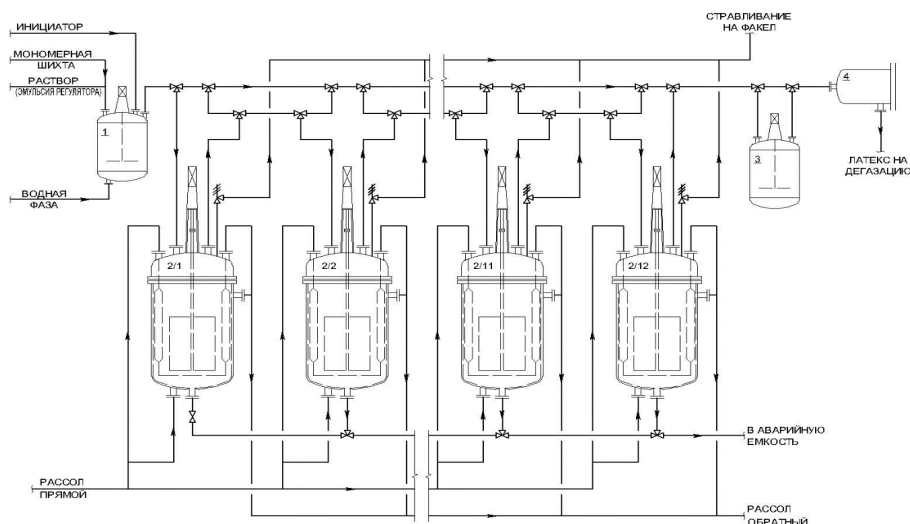 ИНИЦИАТОР
МОНОМЕРНАЯ
ШИХТА
РАСТВОР
(ЭМУЛЬСИЯ РЕГУЛЯТОРА)
1
ВОДНАЯ
ФАЗА
СТРАВЛИВАНИЕ
НА ФАКЕЛ
4
3
ЛАТЕКС НА
ДЕГАЗАЦИЮ
2/1
2/2
2/11
2/12
В АВАРИЙНУЮ
ЕМКОСТЬ
РАССОЛ
ПРЯМОЙ
РАССОЛ
ОБРАТНЫЙ